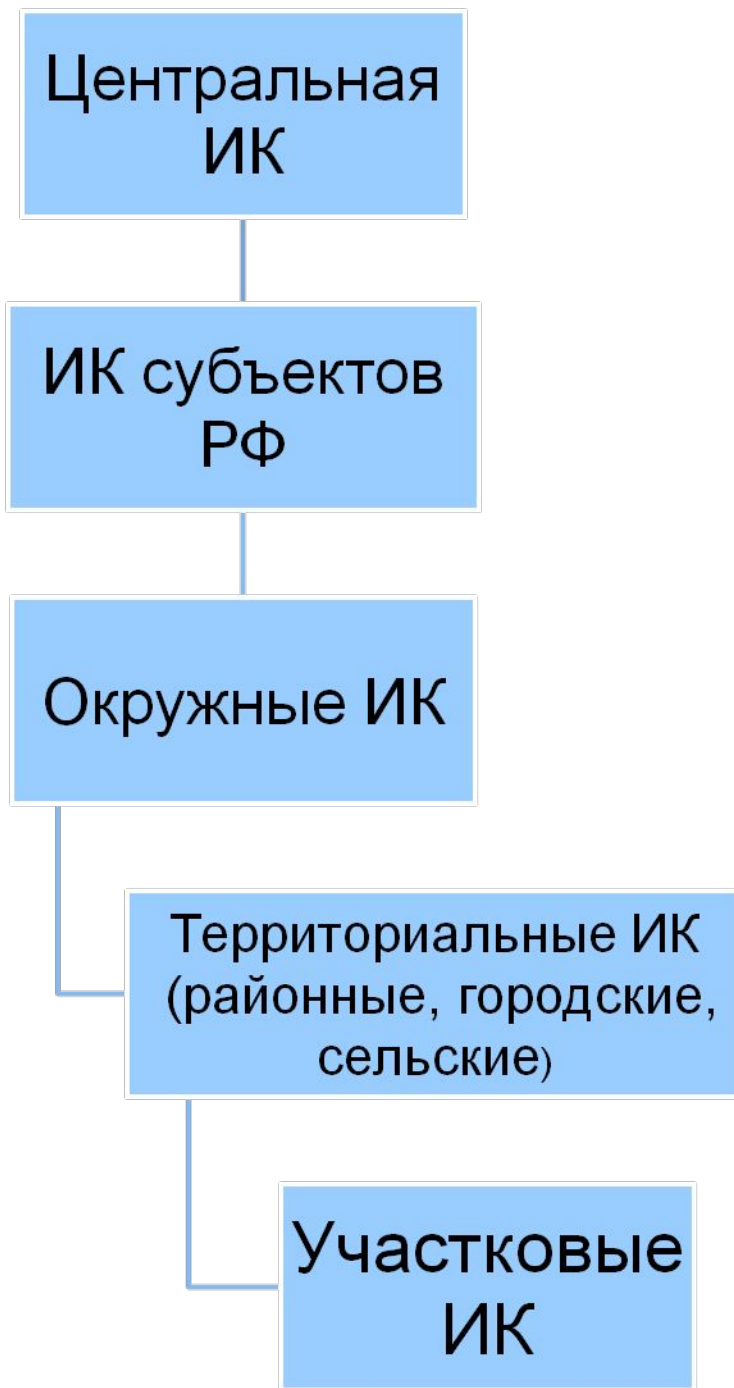 Центральная
ИК
ИК субъектов
РФ
Окружные ИК
Территориальные ИК
(районные, городские,
сельские)
Участковые
ИК